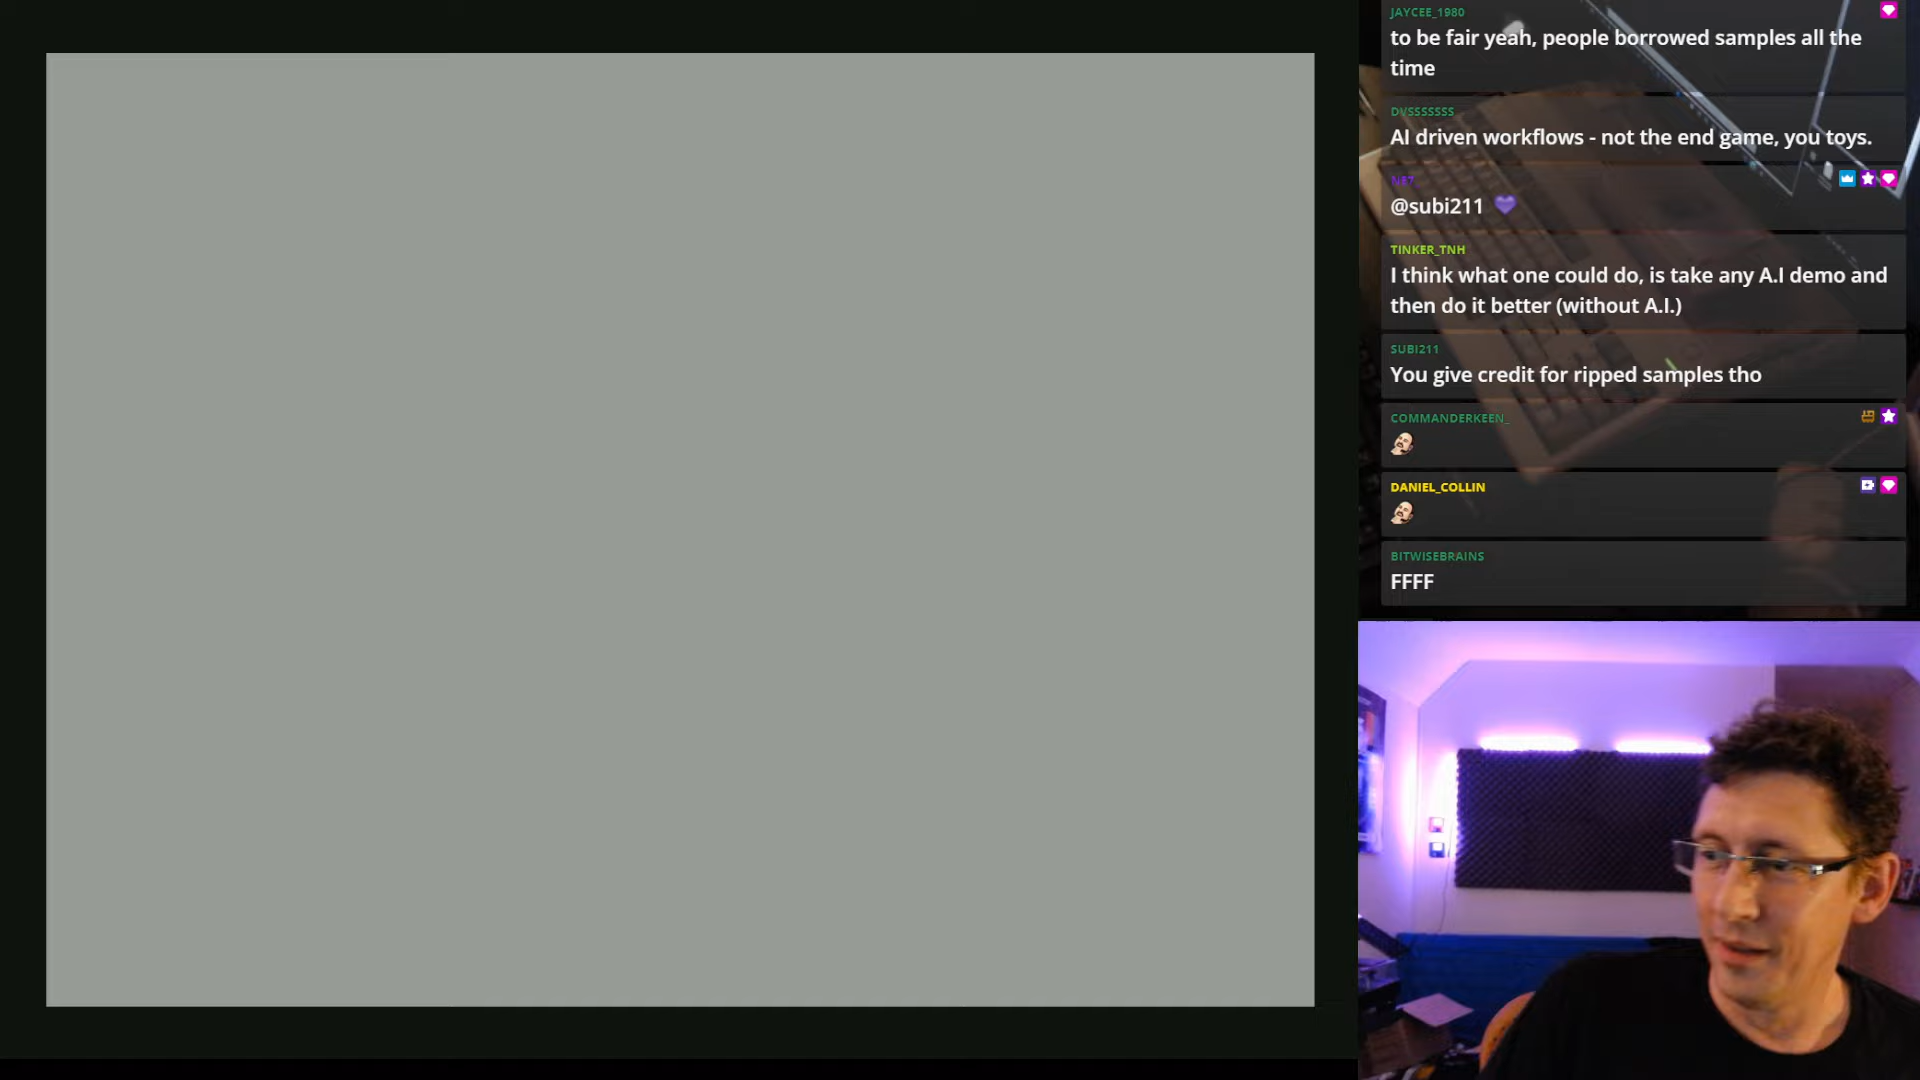 JAYCEE_1980
to be fair yeah, people borrowed samples all the
time
DVSSSSSSS
AI driven workflows - not the end game, you toys.
NE7
@subi211 💜
TINKER_TNH
I think what one could do, is take any A.I demo and
then do it better (without A.I.)
SUBI211
You give credit for ripped samples tho
COMMANDERKEEN_
DANIEL_COLLIN
BITWISEBRAINS
FFFF